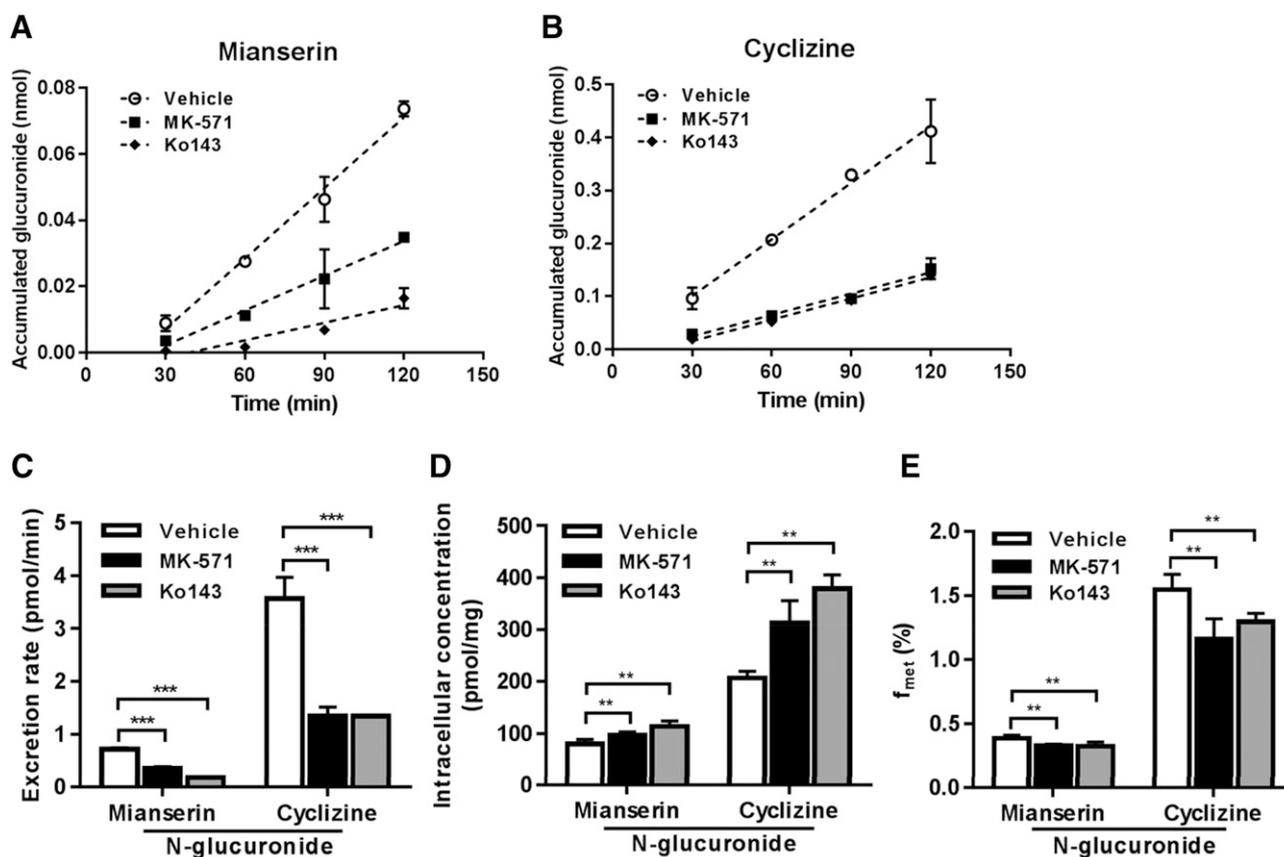 A
Mianserin
Accumulated glucuronide (nmol)
0.08
0.06
0.04
0.02
0.00
Vehicle
MK-571
Ko143
0 30 60 90 120 150
Time (min)
B
Cyclizine
Accumulated glucuronide (nmol)
0.5
0.4
0.3
0.2
0.1
0.0
Vehicle
MK-571
Ko143
0 30 60 90 120 150
Time (min)
C
Excretion rate (pmol/min)
5
4
3
2
1
0
Vehicle
MK-571
Ko143
***
***
***
***
Mianserin Cyclizine
N-glucuronide
D
Intracellular concentration
(pmol/mg)
500
400
300
200
100
0
Vehicle
MK-571
Ko143
**
**
**
**
Mianserin Cyclizine
N-glucuronide
E
fmet (%)
2.0
1.5
1.0
0.5
0.0
Vehicle
MK-571
Ko143
**
**
**
**
Mianserin Cyclizine
N-glucuronide